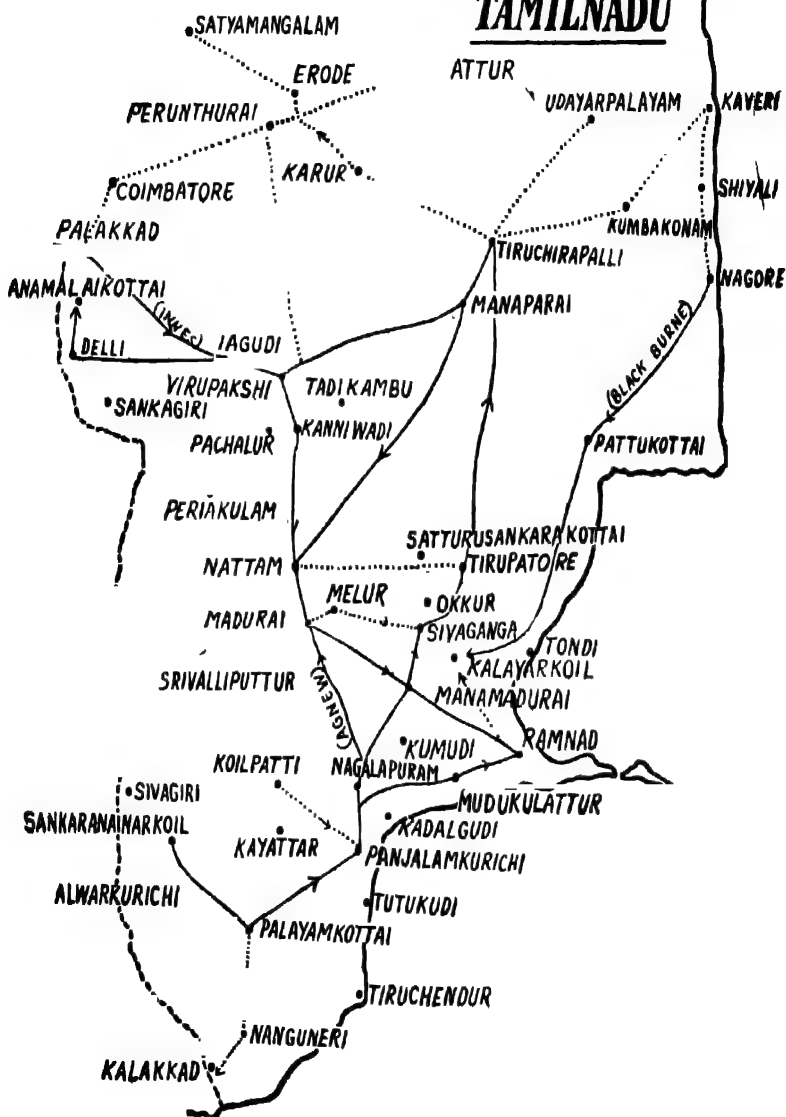 TAMILNADU
SATYAMANGALAM
ERODE
ATTUR
PERUNTHURAI
UDAYARPALAYAM
KAVERI
KARUR
COIMBATORE
SHIYALI
PALAKKAD
KUMBAKONAM
TIRUCHIRAPALLI
NAGORE
ANAMALAIKOTTAI
MANAPARAI
(INNES)
DELLI
IAGUDI
(BLACK BURNE)
VIRUPAKSHI
TADIKAMBU
SANKAGIRI
KANNIWADI
PACHALUR
PATTUKOTTAI
PERIAKULAM
SATTURUSANKARAKOTTAI
NATTAM
TIRUPATORE
MELUR
OKKUR
MADURAI
SIVAGANGA
TONDI
KALAYARKOIL
SRIVALLIPUTTUR
(AGNEW)
MANAMADURAI
KUMUDI
RAMNAD
KOILPATTI
NAGALAPURAM
SIVAGIRI
MUDUKULATTUR
SANKARANAINARKOIL
KADALGUDI
KAYATTAR
PANJALAMKURICHI
ALWARKURICHI
TUTUKUDI
PALAYAMKOTTAI
TIRUCHENDUR
NANGUNERI
KALAKKAD